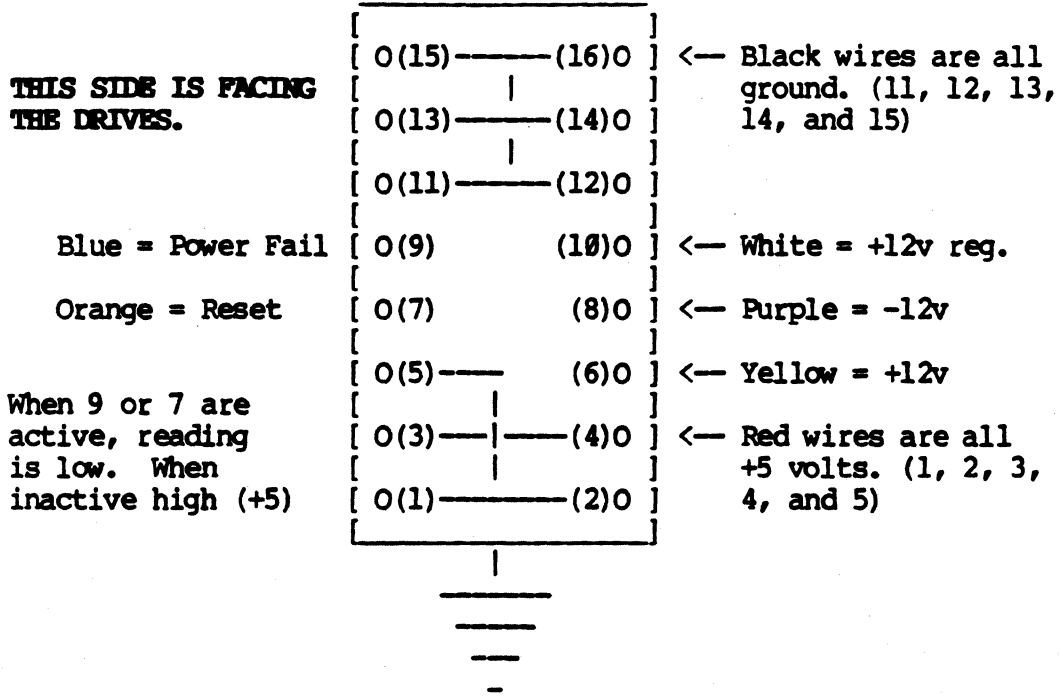 [ O(15)———(16)O ] <— Black wires are all
THIS SIDE IS FACING
ground. (11, 12, 13,
THE DRIVES.
[ O(13)———(14)O ]
14, and 15)
[ O(11)———(12)O ]
Blue = Power Fail [ O(9) (10)O ] <— White = +12v reg.
Orange = Reset [ O(7) (8)O ] <— Purple = -12v
[ O(5)—— (6)O ] <— Yellow = +12v
When 9 or 7 are
active, reading
is low. When
inactive high (+5)
[ O(3)—|——(4)O ] <— Red wires are all
+5 volts. (1, 2, 3,
[ O(1)———(2)O ]
4, and 5)